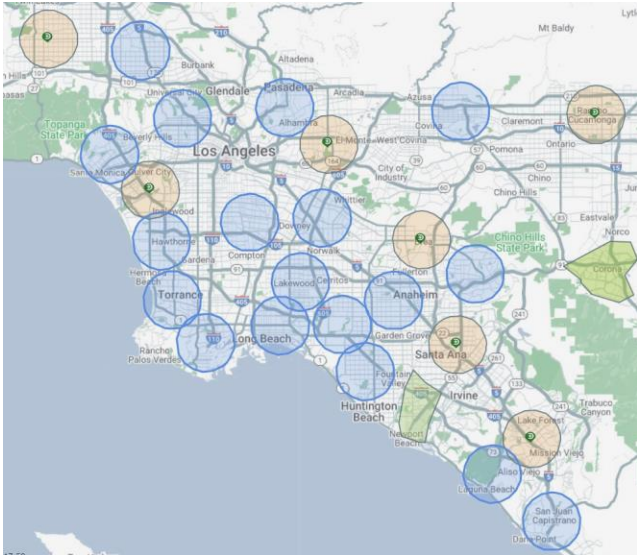 Mt Baldy
Burbank
Altadena
Universal City
Glendale
Pasadena
Arcadia
Azusa
Topanga
State Park
Beverly Hills
Alhambra
El Monte
West Covina
Covina
Claremont
Rancho
Cucamonga
Los Angeles
Pomona
Ontario
Santa Monica
Culver City
City of
Industry
Chino
Inglewood
Whittier
Chino Hills
Eastvale
Downey
Norco
Hawthorne
Compton
Norwalk
Brea
Chino Hills
State Park
Gardena
Fullerton
Corona
Hermosa
Beach
Lakewood
Cerritos
Torrance
Anaheim
Rancho
Palos Verdes
Long Beach
Garden Grove
Santa Ana
Fountain
Valley
Irvine
Trabuco
Canyon
Huntington
Beach
Lake Forest
Newport
Beach
Mission Viejo
Aliso Viejo
Laguna Beach
San Juan
Capistrano
Dana Point